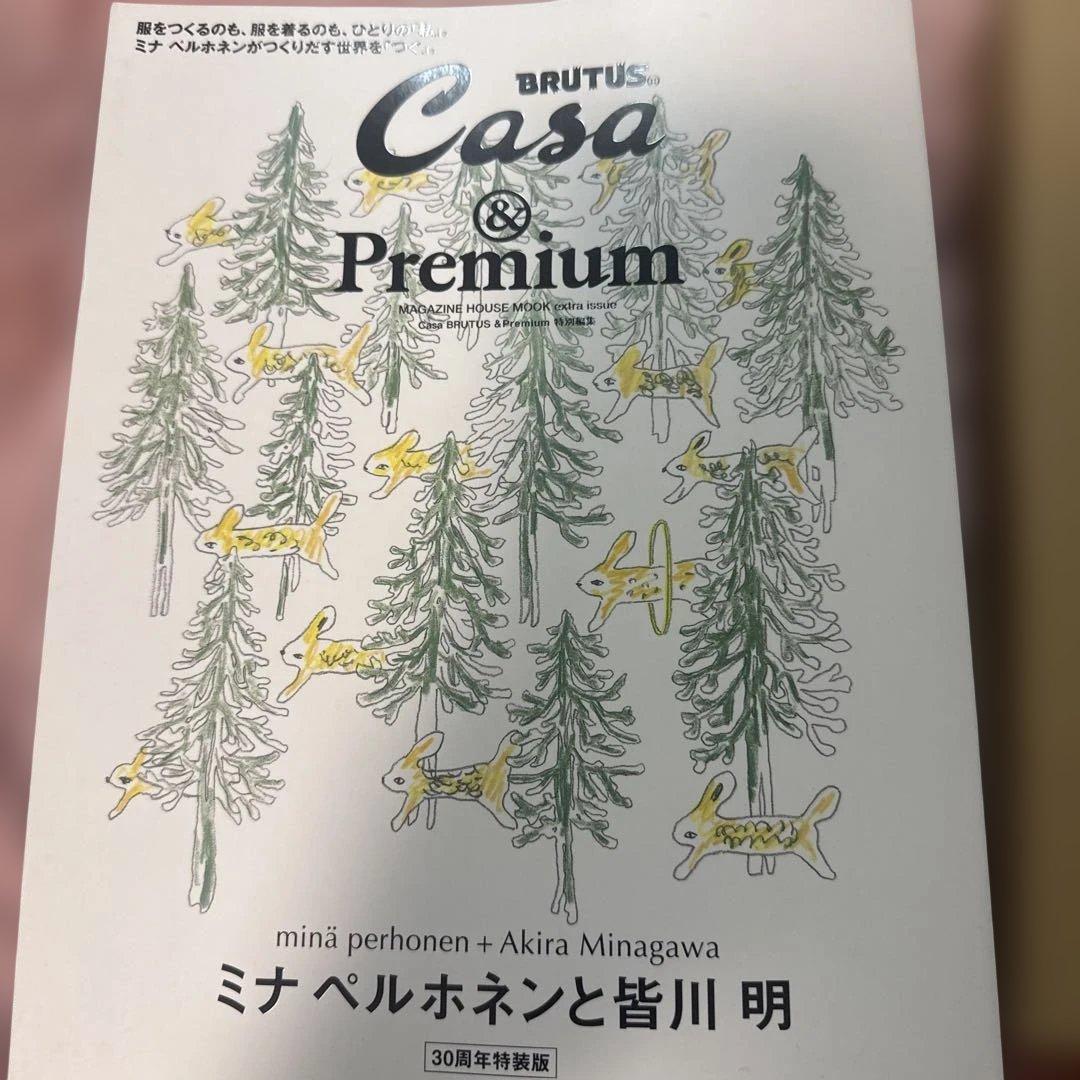 服をつくるのも、服を着るのも、ひとりの「私」。
ミナ ペルホネンがつくりだす世界を「つぐ」。
BRUTUS
Casa
&
Premium
MAGAZINE HOUSE MOOK extra issue
Casa BRUTUS &Premium 特別編集
minä perhonen + Akira Minagawa
ミナ ペルホネンと皆川 明
30周年特装版